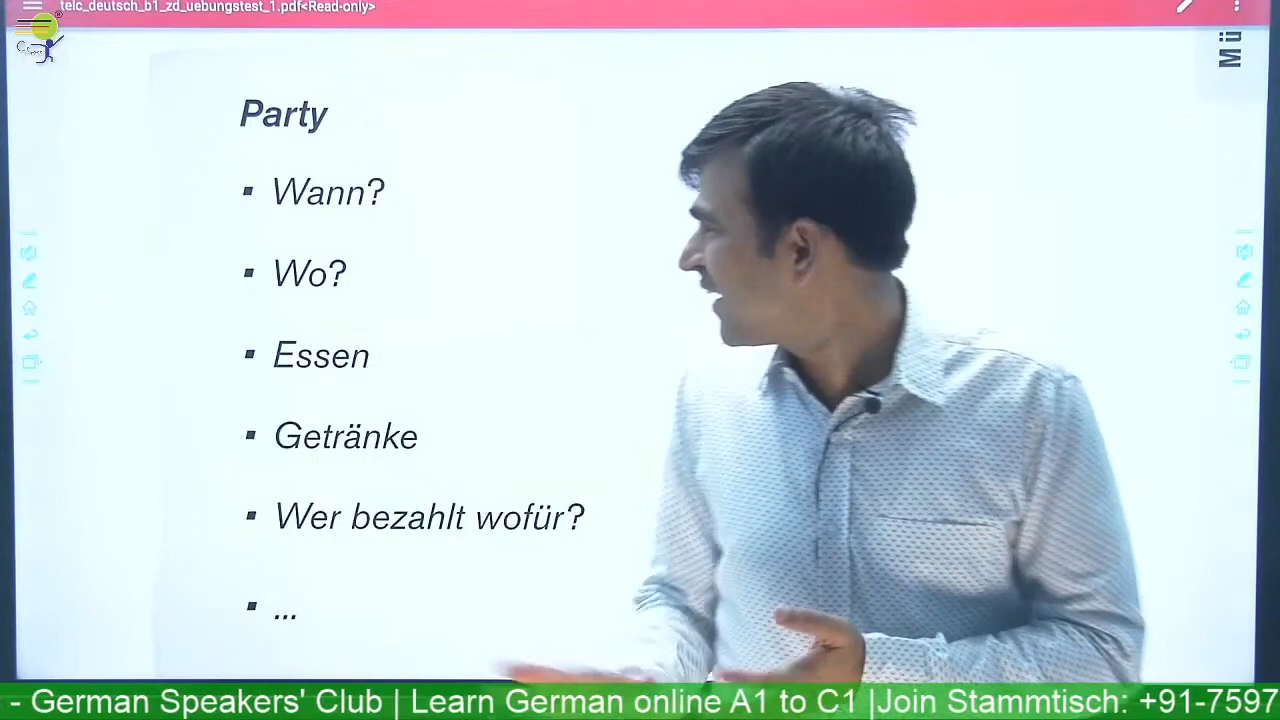 telc_deutsch_b1_zd_uebungstest_1.pdf<Read-only>
Mü
Party
▪ Wann?
▪ Wo?
▪ Essen
▪ Getränke
▪ Wer bezahlt wofür?
▪ ...
- German Speakers' Club | Learn German online A1 to C1 |Join Stammtisch: +91-7597